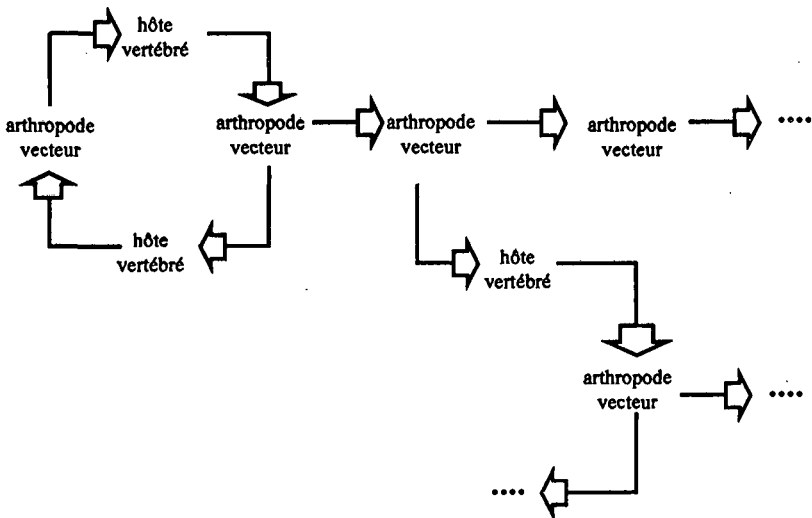 hôte
vertébré
arthropode
vecteur
arthropode
vecteur
arthropode
vecteur
arthropode
vecteur
....
hôte
vertébré
hôte
vertébré
arthropode
vecteur
....
....